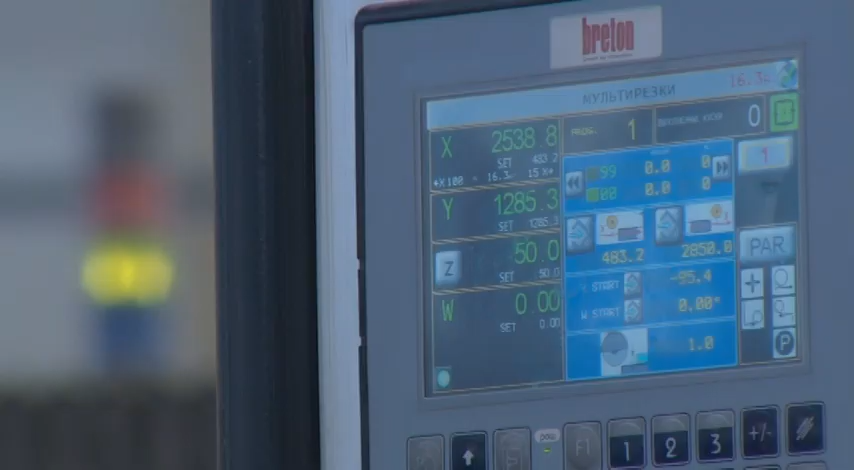 breton
МУЛЬТИРЕЗКИ
X 2538.8
SET 483.2
PROG. 1
0
1
Y 1285.3
SET 1285.3
99 0.0 0
00 0.0 0
Z 50.0
SET 50.0
483.2 2850.0
PAR
W 0.00
SET 0.00
Y START -95.4
W START 0.00°
1.0
P
pow
F1 1 2 3 +/-